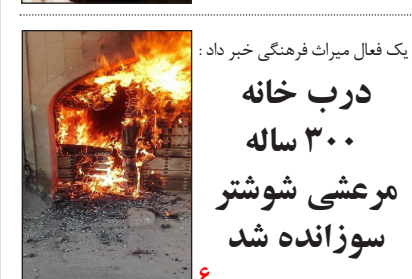 یک فعال میراث فرهنگی خبر داد :
درب خانه
۳۰۰ ساله
مرعشی شوشتر
سوزانده شد
۶